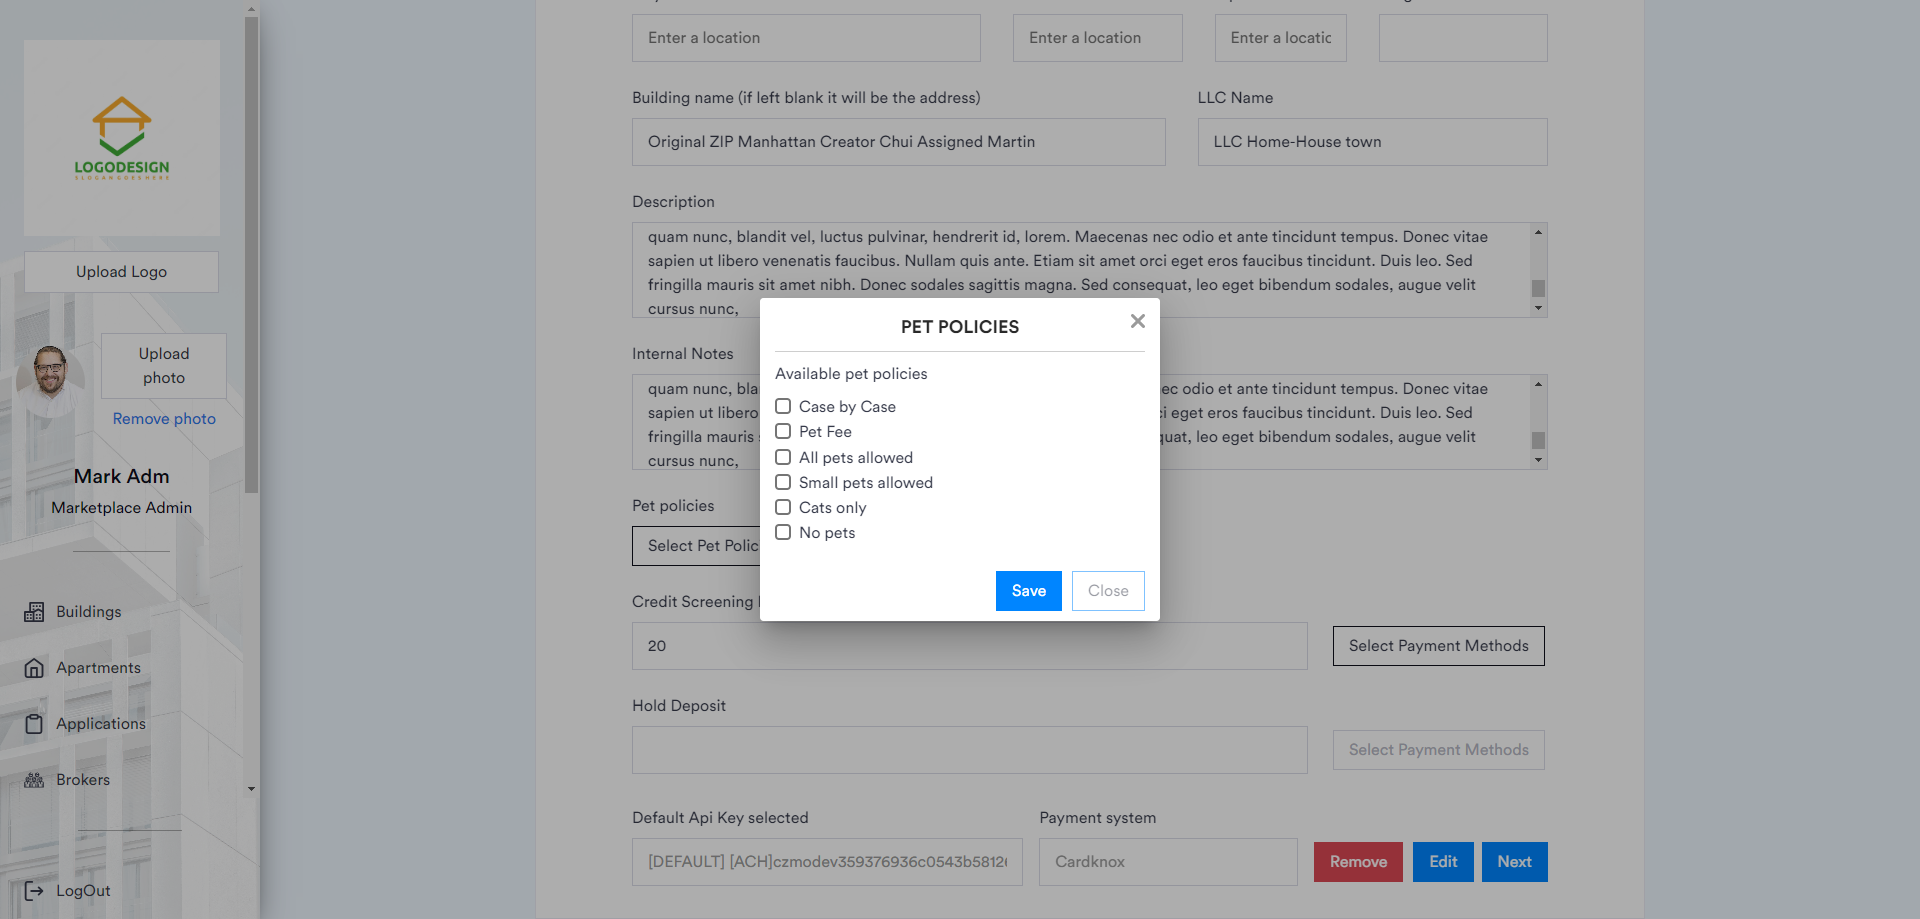 LOGODESIGN
SLOGAN GOES HERE
Upload Logo
Upload
photo
Remove photo
Mark Adm
Marketplace Admin
Buildings
Apartments
Applications
Brokers
LogOut
Enter a location
Enter a location
Enter a locatic
Building name (if left blank it will be the address)
LLC Name
Original ZIP Manhattan Creator Chui Assigned Martin
LLC Home-House town
Description
quam nunc, blandit vel, luctus pulvinar, hendrerit id, lorem. Maecenas nec odio et ante tincidunt tempus. Donec vitae
sapien ut libero venenatis faucibus. Nullam quis ante. Etiam sit amet orci eget eros faucibus tincidunt. Duis leo. Sed
fringilla mauris sit amet nibh. Donec sodales sagittis magna. Sed consequat, leo eget bibendum sodales, augue velit
cursus nunc,
Internal Notes
quam nunc, bla ec odio et ante tincidunt tempus. Donec vitae
sapien ut libero i eget eros faucibus tincidunt. Duis leo. Sed
fringilla mauris quat, leo eget bibendum sodales, augue velit
cursus nunc,
Pet policies
Select Pet Polic
Credit Screening
20
Select Payment Methods
Hold Deposit
Select Payment Methods
Default Api Key selected
Payment system
[DEFAULT] [ACH]czmodev359376936c0543b5812
Cardknox
Remove
Edit
Next
PET POLICIES
Available pet policies
Case by Case
Pet Fee
All pets allowed
Small pets allowed
Cats only
No pets
Save
Close